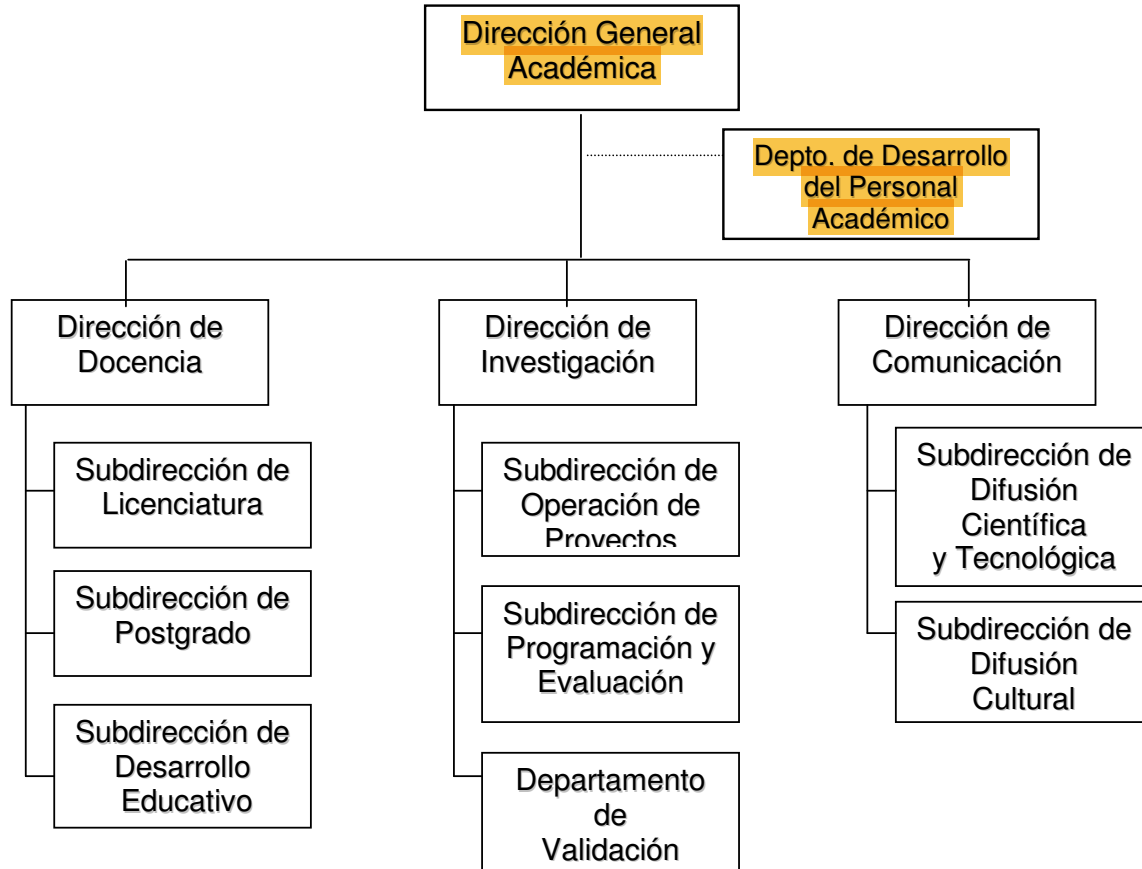 Dirección General
Académica
Depto. de Desarrollo
del Personal
Académico
Dirección de
Docencia
Dirección de
Investigación
Dirección de
Comunicación
Subdirección de
Licenciatura
Subdirección de
Postgrado
Subdirección de
Desarrollo
Educativo
Subdirección de
Operación de
Proyectos
Subdirección de
Programación y
Evaluación
Departamento
de
Validación
Subdirección de
Difusión
Científica
y Tecnológica
Subdirección de
Difusión
Cultural